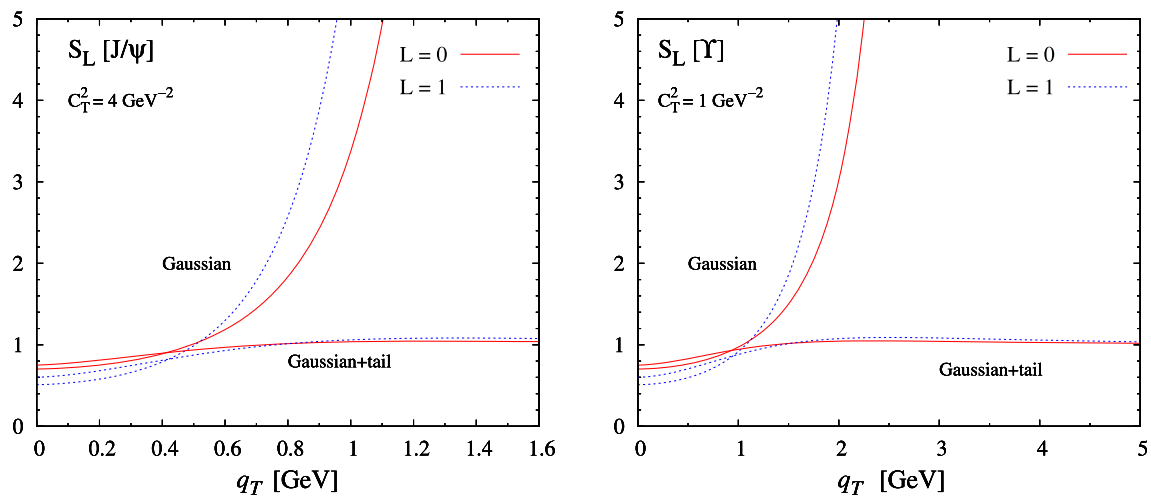 5
4
3
2
1
0
S_L [J/ψ]
C_T^2 = 4 GeV^−2
L = 0
L = 1
Gaussian
Gaussian+tail
0 0.2 0.4 0.6 0.8 1 1.2 1.4 1.6
q_T [GeV]
5
4
3
2
1
0
S_L [ϒ]
C_T^2 = 1 GeV^−2
L = 0
L = 1
Gaussian
Gaussian+tail
0 1 2 3 4 5
q_T [GeV]